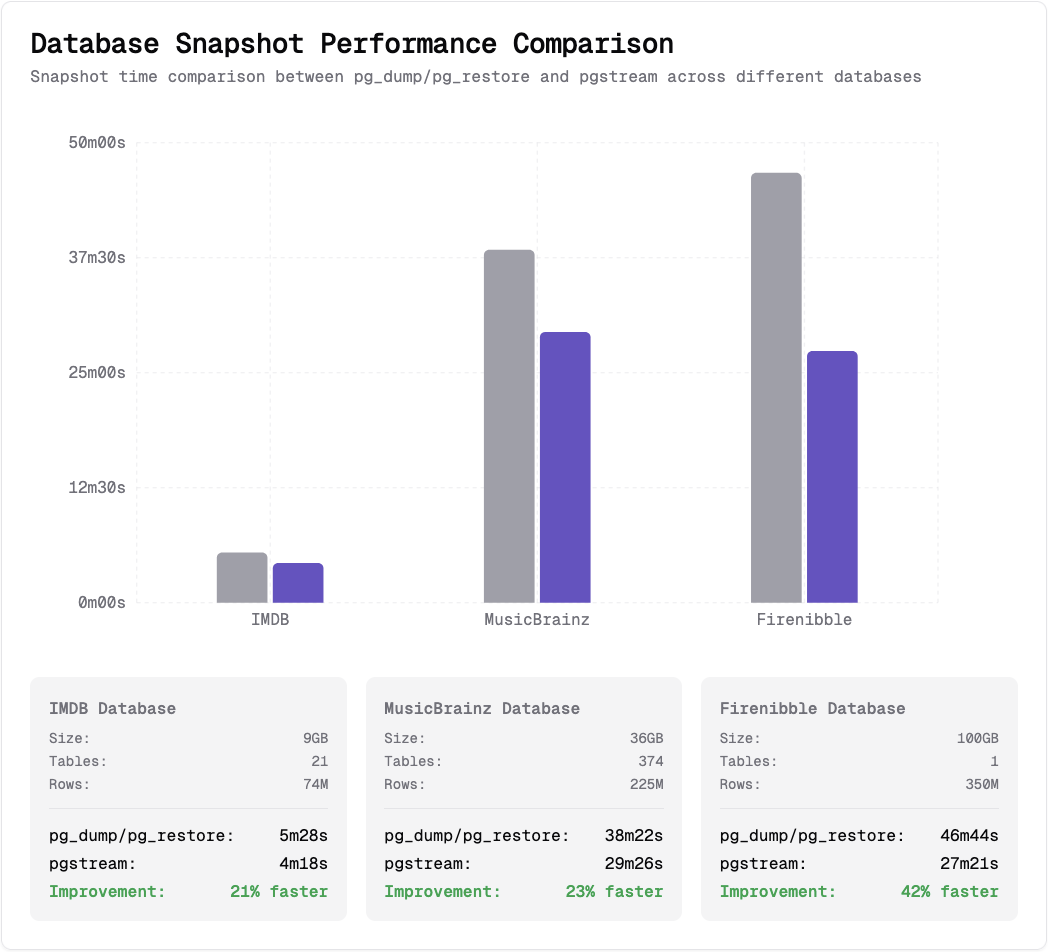 Database Snapshot Performance Comparison
Snapshot time comparison between pg_dump/pg_restore and pgstream across different databases
50m00s
37m30s
25m00s
12m30s
0m00s
IMDB MusicBrainz Firenibble
IMDB Database
Size: 9GB
Tables: 21
Rows: 74M
pg_dump/pg_restore: 5m28s
pgstream: 4m18s
Improvement: 21% faster
MusicBrainz Database
Size: 36GB
Tables: 374
Rows: 225M
pg_dump/pg_restore: 38m22s
pgstream: 29m26s
Improvement: 23% faster
Firenibble Database
Size: 100GB
Tables: 1
Rows: 350M
pg_dump/pg_restore: 46m44s
pgstream: 27m21s
Improvement: 42% faster